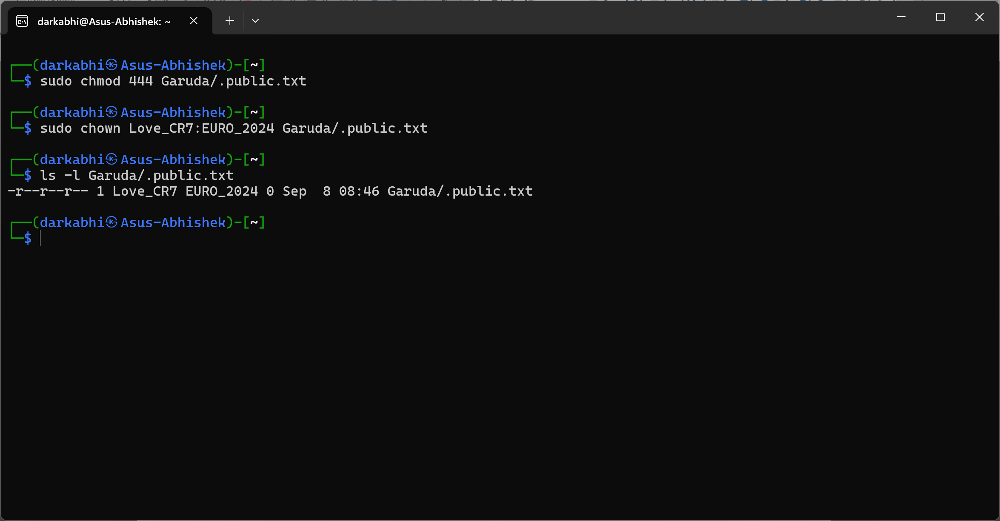 darkabhi@Asus-Abhishek: ~
┌──(darkabhi㉿Asus-Abhishek)-[~]
└─$ sudo chmod 444 Garuda/.public.txt
┌──(darkabhi㉿Asus-Abhishek)-[~]
└─$ sudo chown Love_CR7:EURO_2024 Garuda/.public.txt
┌──(darkabhi㉿Asus-Abhishek)-[~]
└─$ ls -l Garuda/.public.txt
-r--r--r-- 1 Love_CR7 EURO_2024 0 Sep  8 08:46 Garuda/.public.txt
┌──(darkabhi㉿Asus-Abhishek)-[~]
└─$